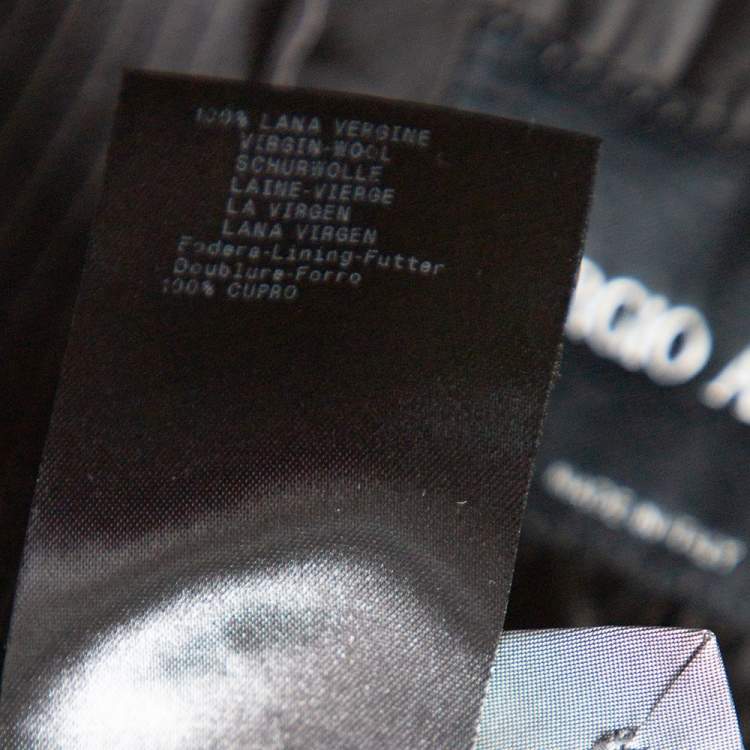 100% LANA VERGINE
VIRGIN-WOOL
SCHURWOLLE
LAINE-VIERGE
LA VIRGEN
LANA VIRGEN
Fodera-Lining-Futter
Doublure-Forro
100% CUPRO
RGIO A